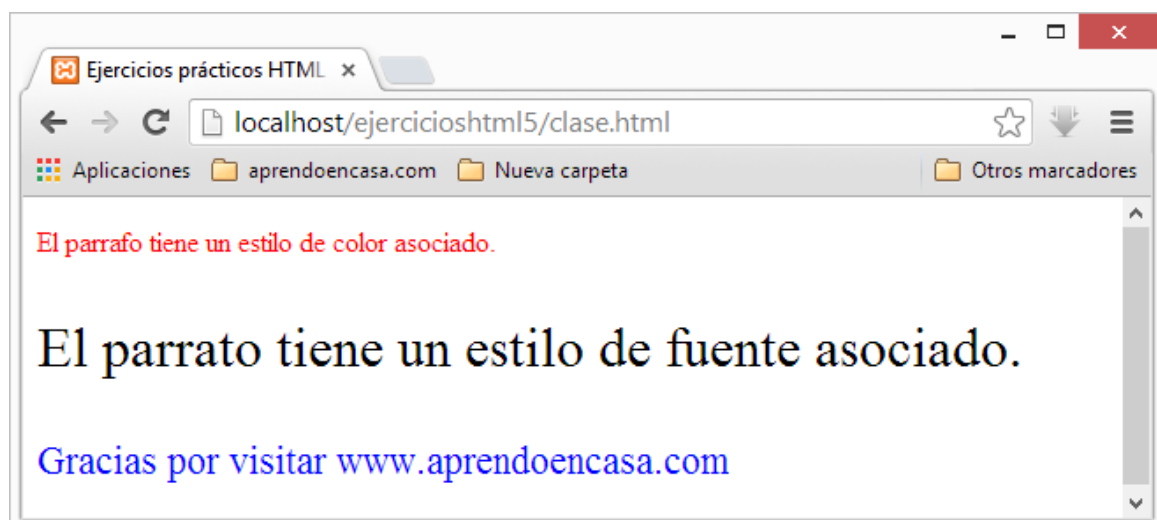 Ejercicios prácticos HTML
localhost/ejercicioshtml5/clase.html
Aplicaciones aprendoencasa.com Nueva carpeta Otros marcadores
El parrafo tiene un estilo de color asociado.
El parrato tiene un estilo de fuente asociado.
Gracias por visitar www.aprendoencasa.com